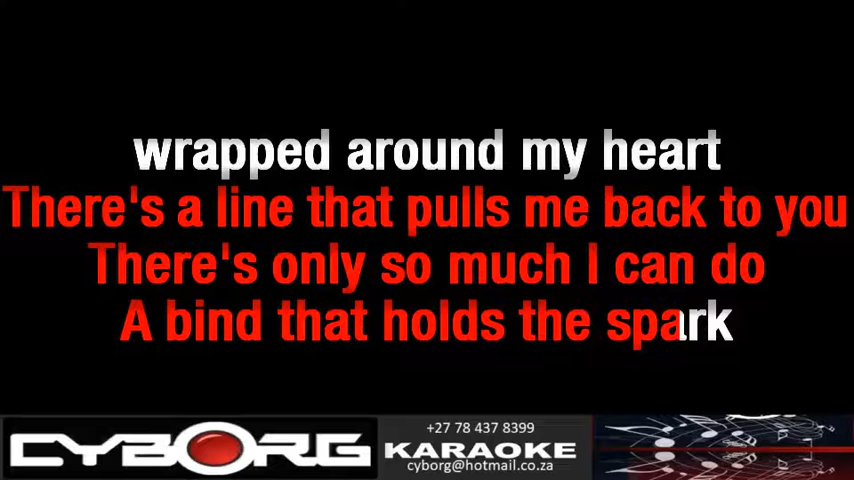 wrapped around my heart
There's a line that pulls me back to you
There's only so much I can do
A bind that holds the spark
CYBORG
+27 78 437 8399
KARAOKE
cyborg@hotmail.co.za